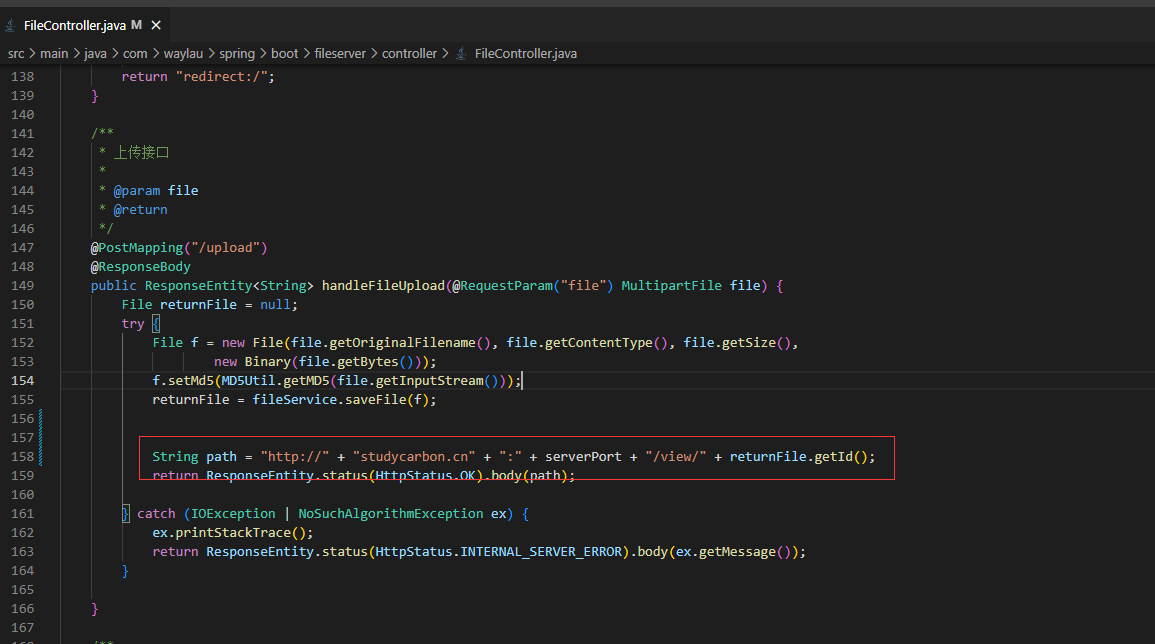 FileController.java M ×
src > main > java > com > waylau > spring > boot > fileserver > controller > FileController.java
138 return "redirect:/";
139 }
140
141 /**
142 * 上传接口
143 *
144 * @param file
145 * @return
146 */
147 @PostMapping("/upload")
148 @ResponseBody
149 public ResponseEntity<String> handleFileUpload(@RequestParam("file") MultipartFile file) {
150 File returnFile = null;
151 try {
152 File f = new File(file.getOriginalFilename(), file.getContentType(), file.getSize(),
153 new Binary(file.getBytes()));
154 f.setMd5(MD5Util.getMD5(file.getInputStream()));
155 returnFile = fileService.saveFile(f);
156
157
158 String path = "http://" + "studycarbon.cn" + ":" + serverPort + "/view/" + returnFile.getId();
159 return ResponseEntity.status(HttpStatus.OK).body(path);
160
161 } catch (IOException | NoSuchAlgorithmException ex) {
162 ex.printStackTrace();
163 return ResponseEntity.status(HttpStatus.INTERNAL_SERVER_ERROR).body(ex.getMessage());
164 }
165
166 }
167
168 /**